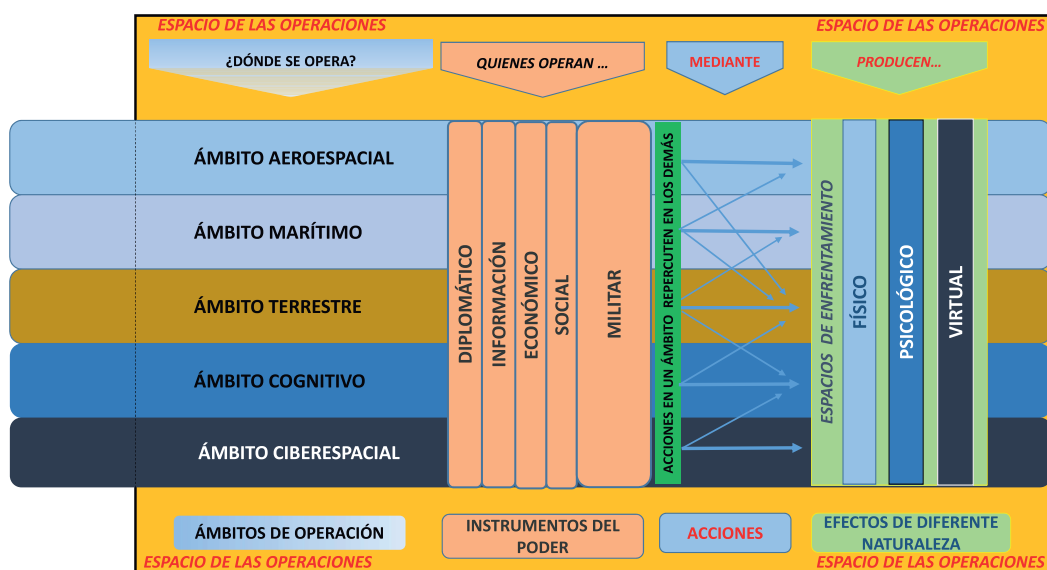 ESPACIO DE LAS OPERACIONES
ESPACIO DE LAS OPERACIONES
¿DÓNDE SE OPERA?
QUIENES OPERAN ...
MEDIANTE
PRODUCEN...
ÁMBITO AEROESPACIAL
ÁMBITO MARÍTIMO
ÁMBITO TERRESTRE
ÁMBITO COGNITIVO
ÁMBITO CIBERESPACIAL
DIPLOMÁTICO
INFORMACIÓN
ECONÓMICO
SOCIAL
MILITAR
ACCIONES EN UN ÁMBITO REPERCUTEN EN LOS DEMÁS
ESPACIOS DE ENFRENTAMIENTO
FÍSICO
PSICOLÓGICO
VIRTUAL
ÁMBITOS DE OPERACIÓN
INSTRUMENTOS DEL
PODER
ACCIONES
EFECTOS DE DIFERENTE
NATURALEZA
ESPACIO DE LAS OPERACIONES
ESPACIO DE LAS OPERACIONES